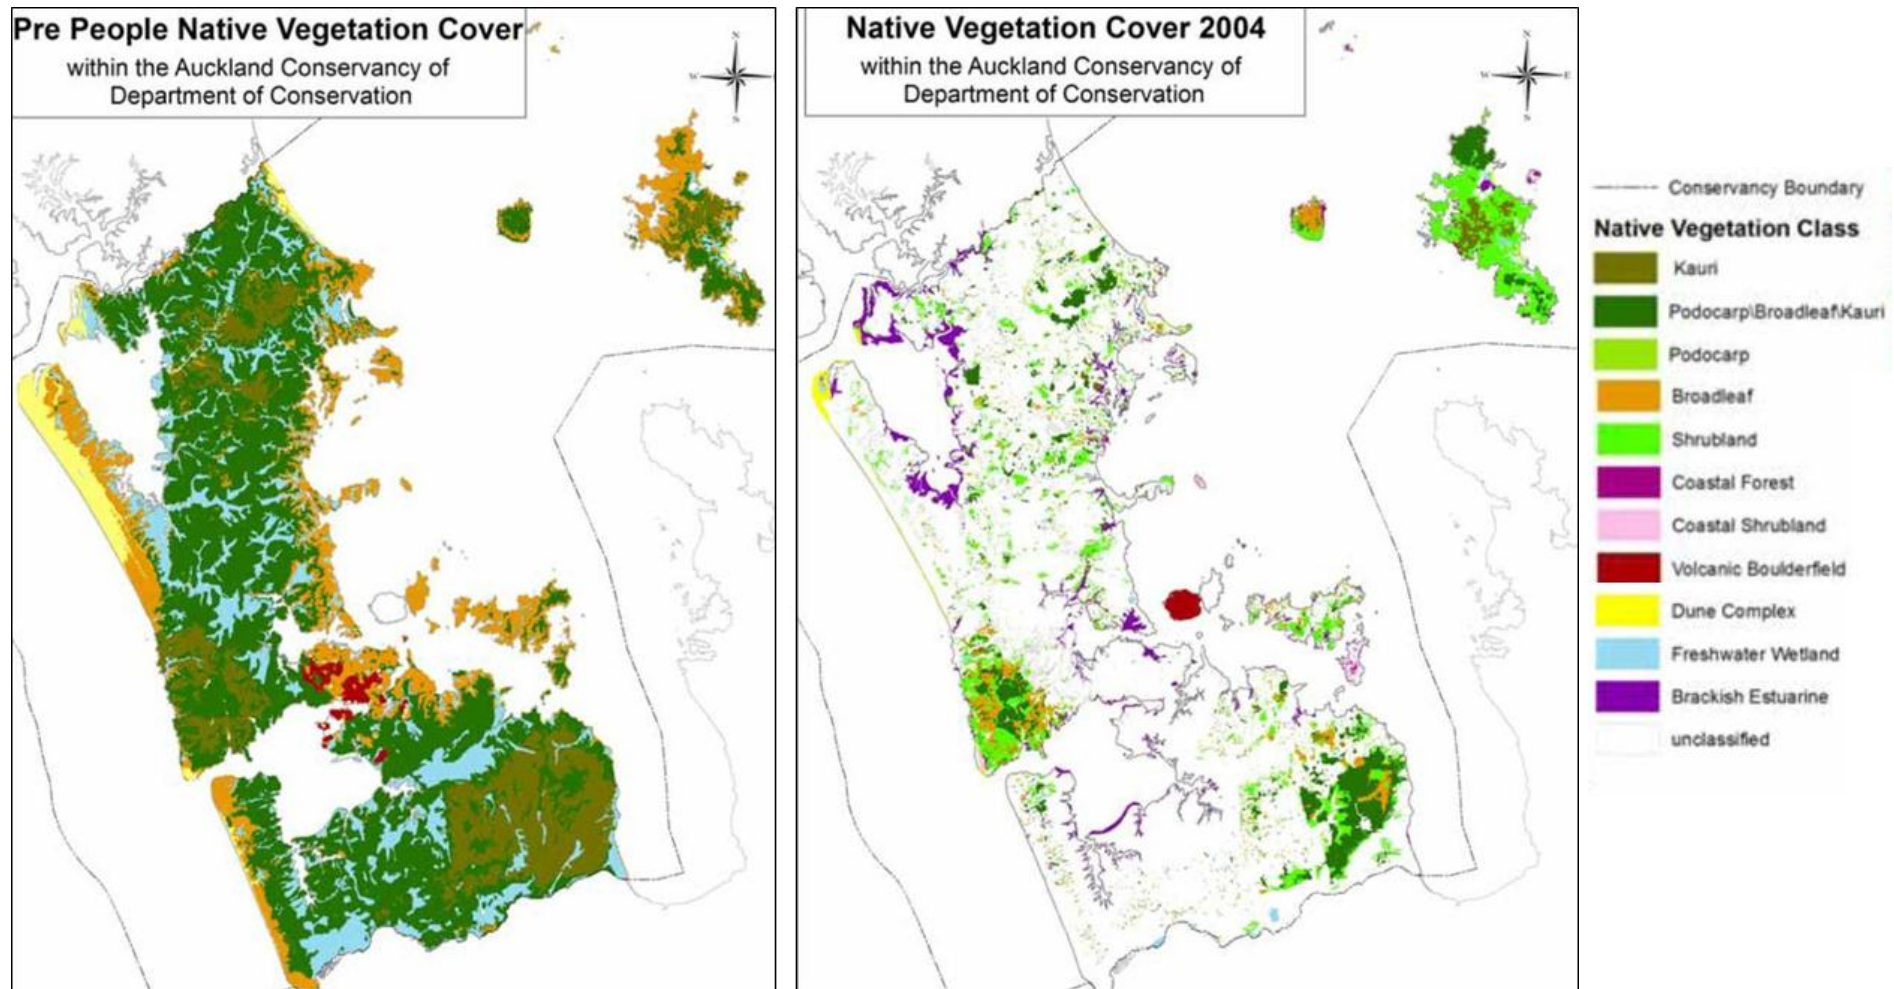 Pre People Native Vegetation Cover
within the Auckland Conservancy of
Department of Conservation
N
W
S
Native Vegetation Cover 2004
within the Auckland Conservancy of
Department of Conservation
N
W
E
S
Conservancy Boundary
Native Vegetation Class
Kauri
Podocarp\Broadleaf\Kauri
Podocarp
Broadleaf
Shrubland
Coastal Forest
Coastal Shrubland
Volcanic Boulderfield
Dune Complex
Freshwater Wetland
Brackish Estuarine
unclassified